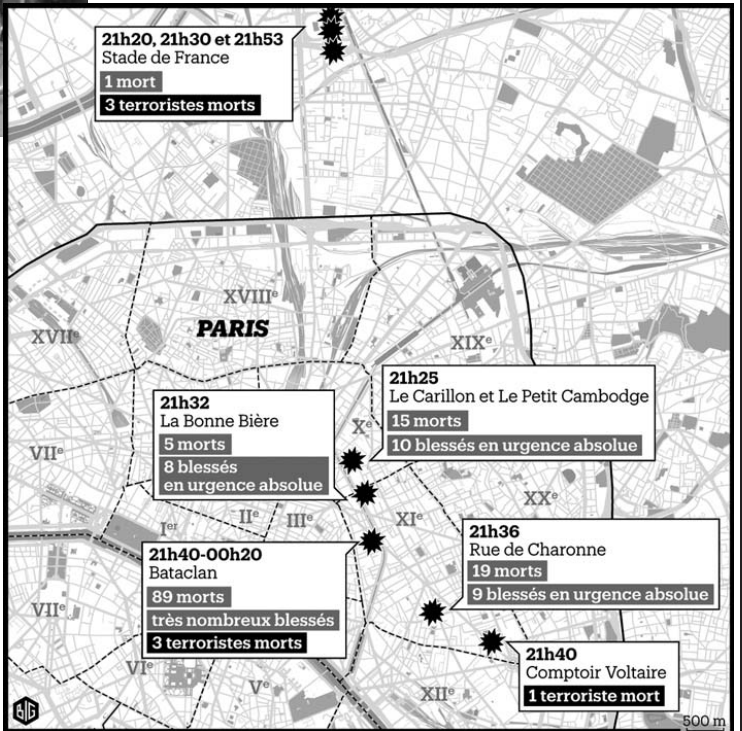 21h20, 21h30 et 21h53
Stade de France
1 mort
3 terroristes morts
XVIIIe
PARIS
XVIIe
XIXe
21h25
Le Carillon et Le Petit Cambodge
15 morts
10 blessés en urgence absolue
21h32
La Bonne Bière
5 morts
8 blessés
en urgence absolue
Xe
VIIe
XXe
Ier
IIe
IIIe
XIe
21h36
Rue de Charonne
19 morts
9 blessés en urgence absolue
21h40-00h20
Bataclan
89 morts
très nombreux blessés
3 terroristes morts
VIIe
21h40
Comptoir Voltaire
1 terroriste mort
VIe
Ve
XIIe
BIG
500 m